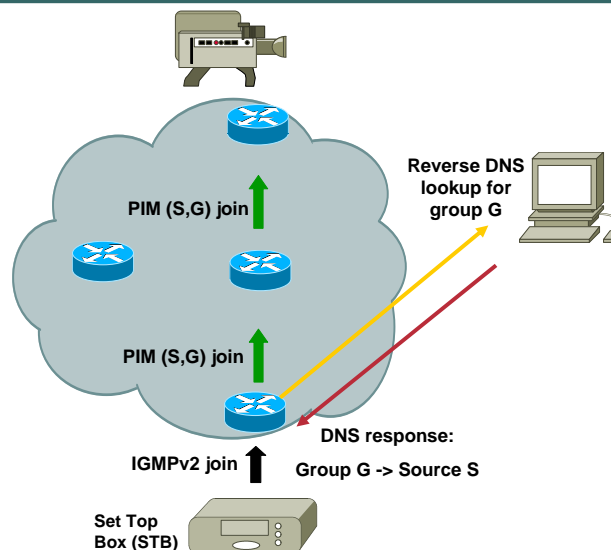 Reverse DNS
lookup for
group G
PIM (S,G) join
PIM (S,G) join
DNS response:
IGMPv2 join
Group G -> Source S
Set Top
Box (STB)